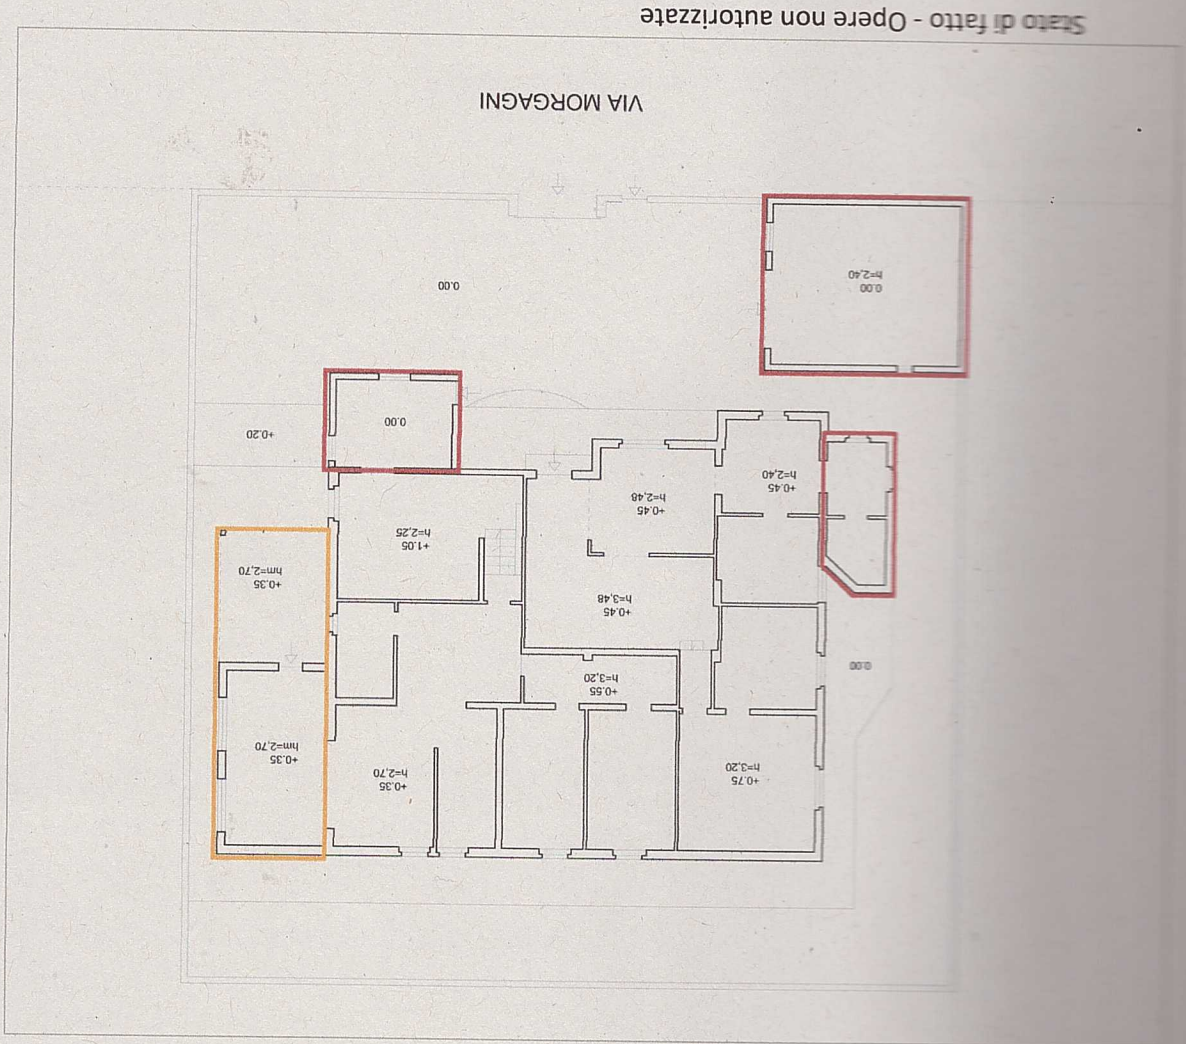 +0.75
h=3,20
+0.35
h=2,70
+0.35
hm=2,70
+0.55
h=3,20
0.00
+0.45
h=3,48
+0.35
hm=2,70
+1.05
h=2,25
+0.45
h=2,48
+0.45
h=2,40
+0.20
0.00
0.00
h=2,40
0.00
VIA MORGAGNI
Stato di fatto - Opere non autorizzate